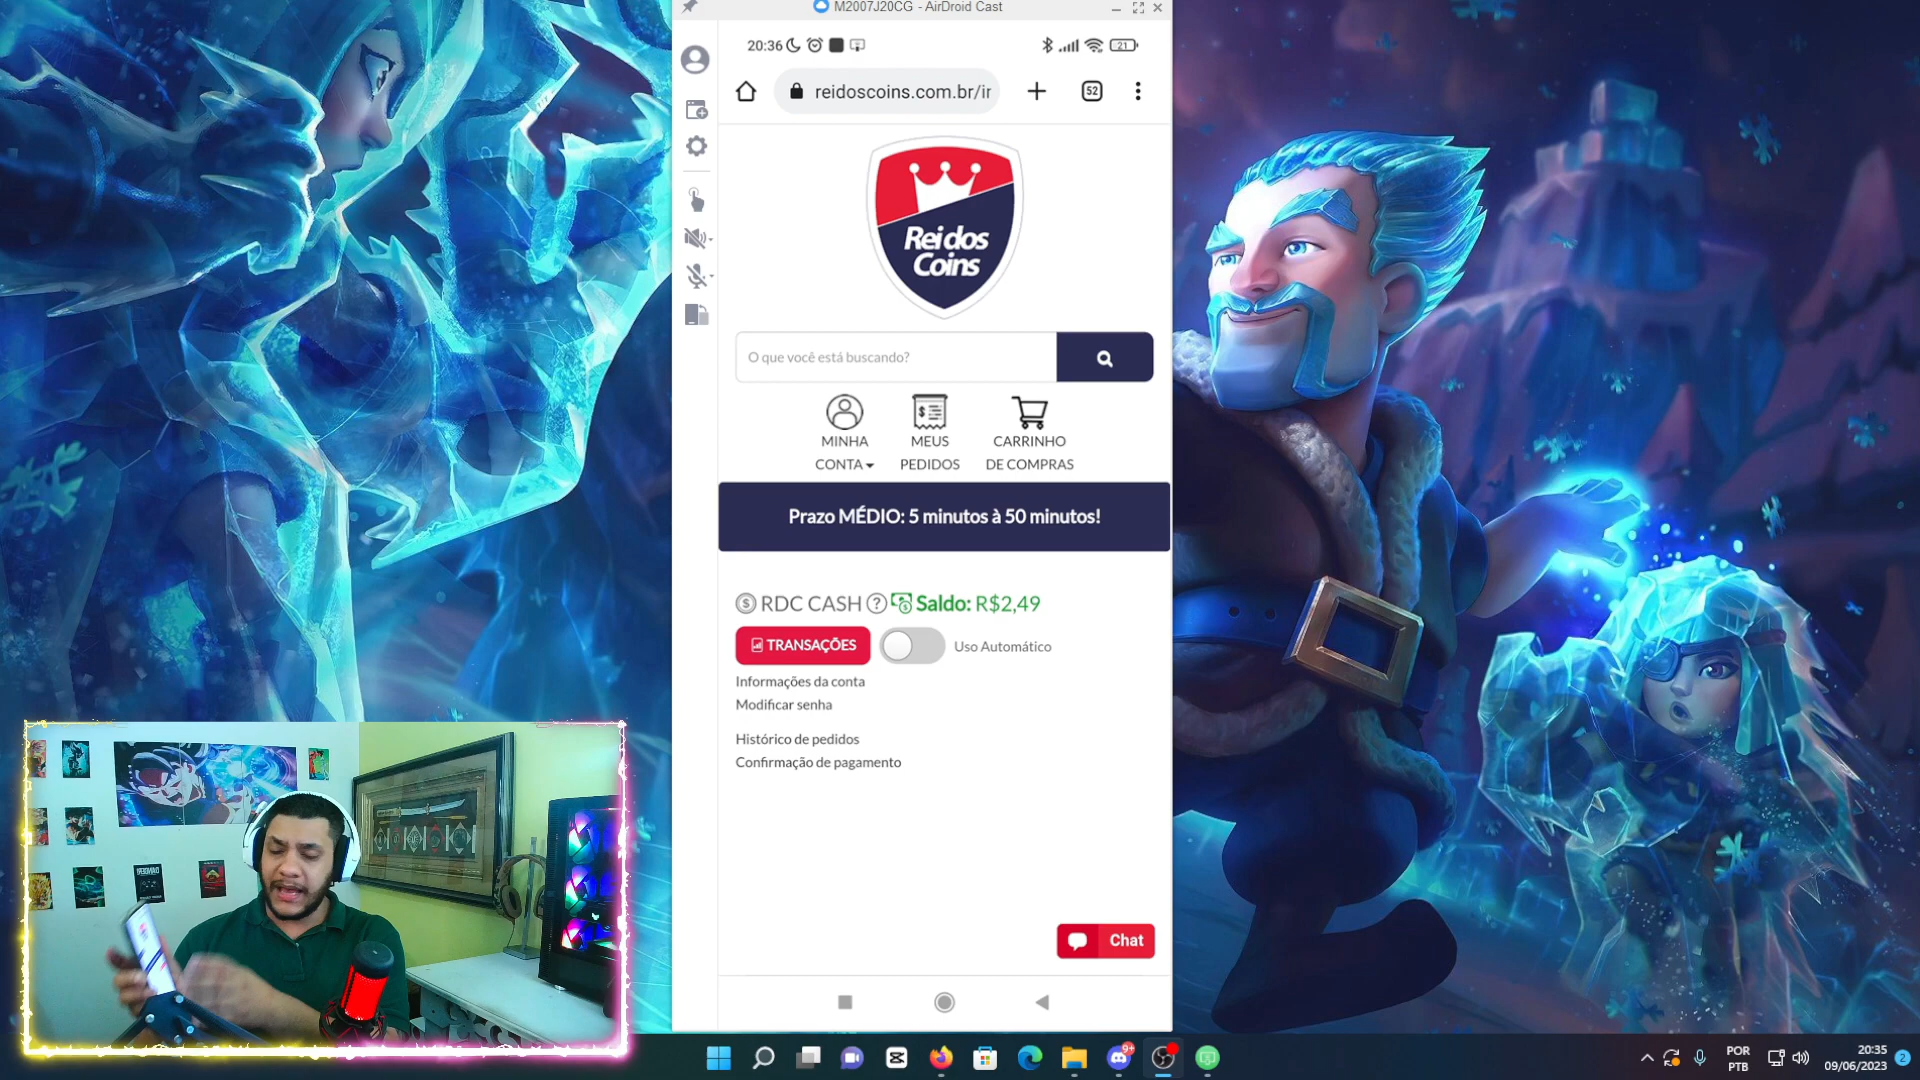 M2007J20CG - AirDroid Cast
20:36
21
reidoscoins.com.br/ir
52
Rei dos
Coins
O que você está buscando?
MINHA
CONTA
MEUS
PEDIDOS
CARRINHO
DE COMPRAS
Prazo MÉDIO: 5 minutos à 50 minutos!
RDC CASH
Saldo: R$2,49
TRANSAÇÕES
Uso Automático
Informações da conta
Modificar senha
Histórico de pedidos
Confirmação de pagamento
Chat
9+
POR
PTB
20:35
09/06/2023
2